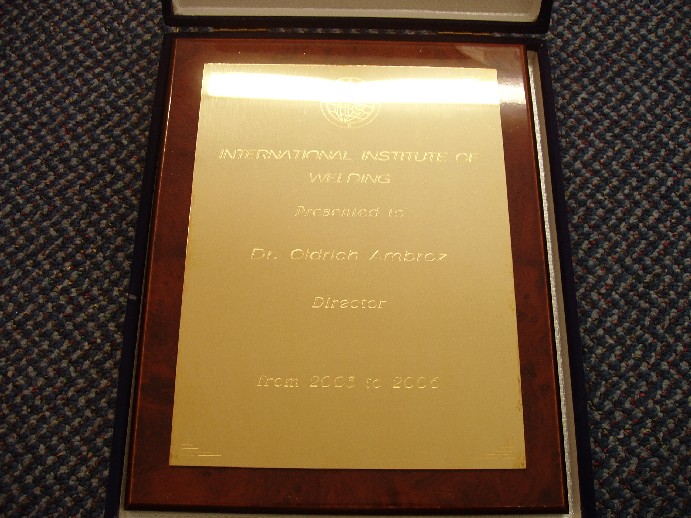 INTERNATIONAL INSTITUTE OF
WELDING
Presented to
Dr. Oldrich Ambroz
Director
from 2003 to 2006